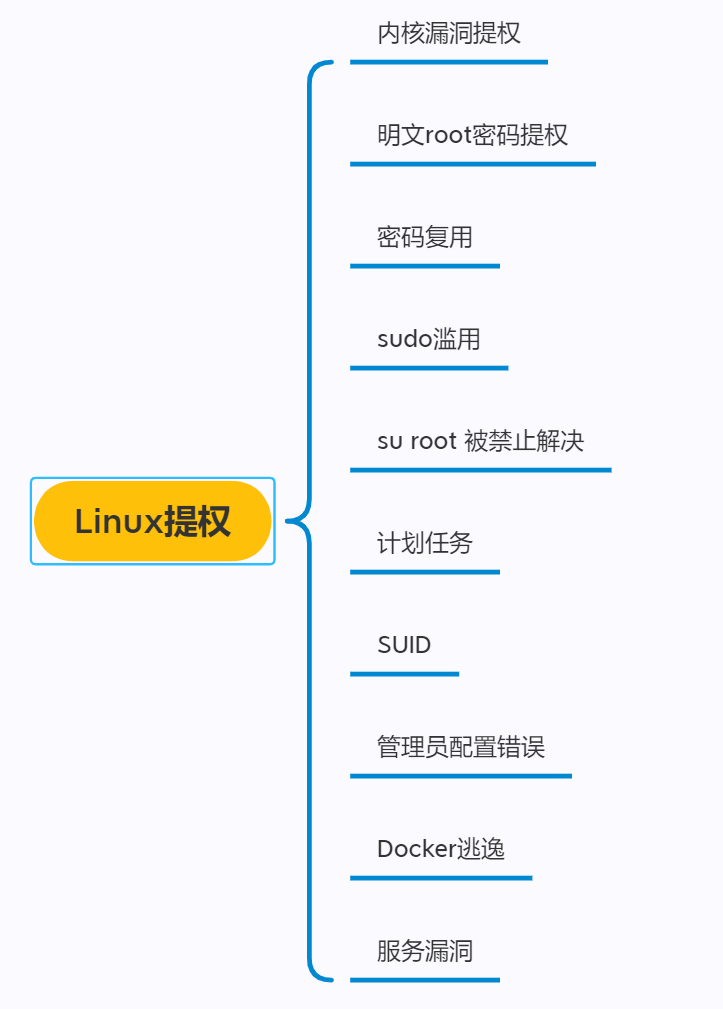 内核漏洞提权
明文root密码提权
密码复用
sudo滥用
su root 被禁止解决
Linux提权
计划任务
SUID
管理员配置错误
Docker逃逸
服务漏洞